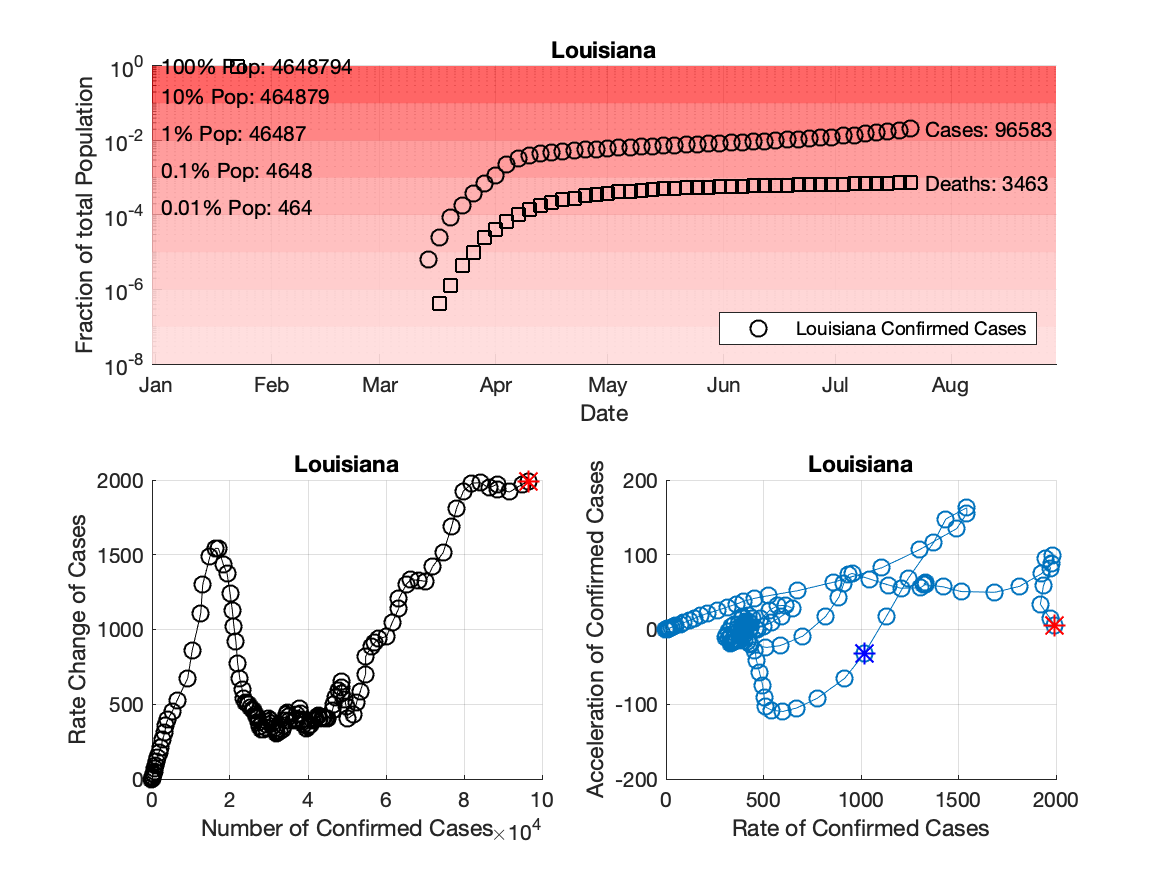 Louisiana
Fraction of total Population
10^0
10^-2
10^-4
10^-6
10^-8
100% Pop: 4648794
10% Pop: 464879
1% Pop: 46487
0.1% Pop: 4648
0.01% Pop: 464
Cases: 96583
Deaths: 3463
Louisiana Confirmed Cases
Jan Feb Mar Apr May Jun Jul Aug
Date
Louisiana
Rate Change of Cases
2000
1500
1000
500
0
0 2 4 6 8 10
Number of Confirmed Cases ×10^4
Louisiana
Acceleration of Confirmed Cases
200
100
0
-100
-200
0 500 1000 1500 2000
Rate of Confirmed Cases